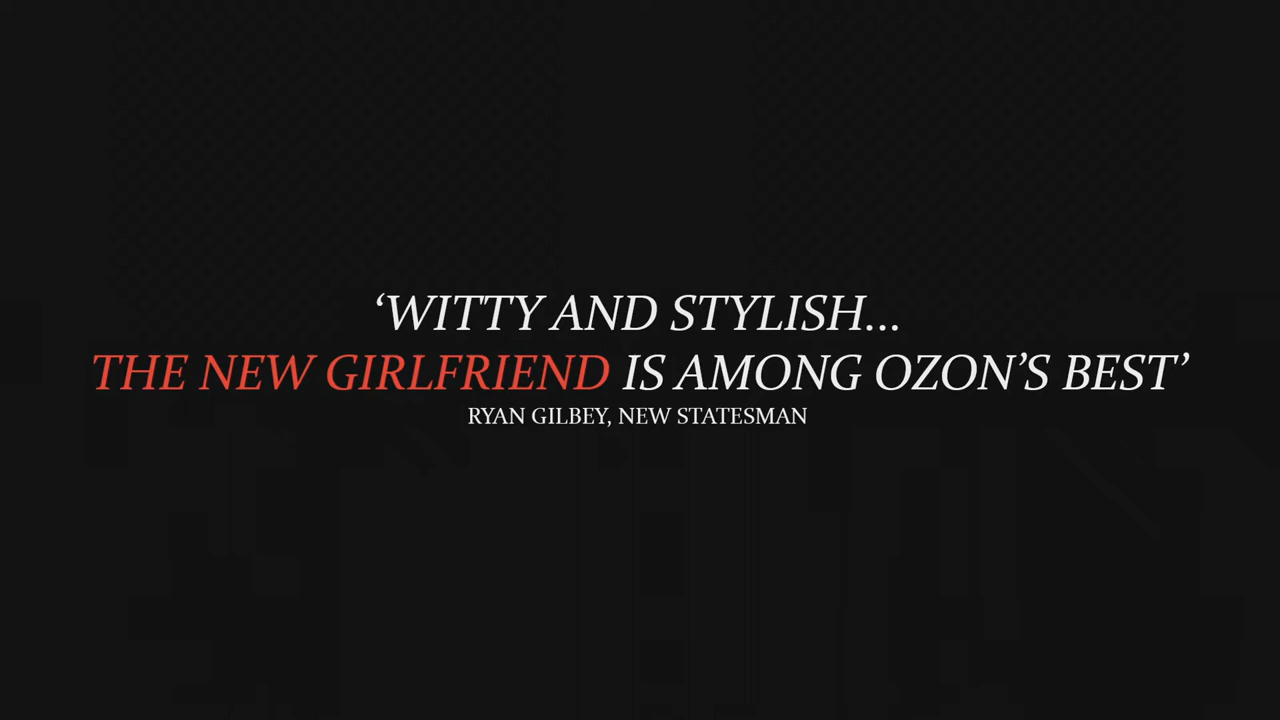 ‘WITTY AND STYLISH...
THE NEW GIRLFRIEND IS AMONG OZON’S BEST’
RYAN GILBEY, NEW STATESMAN